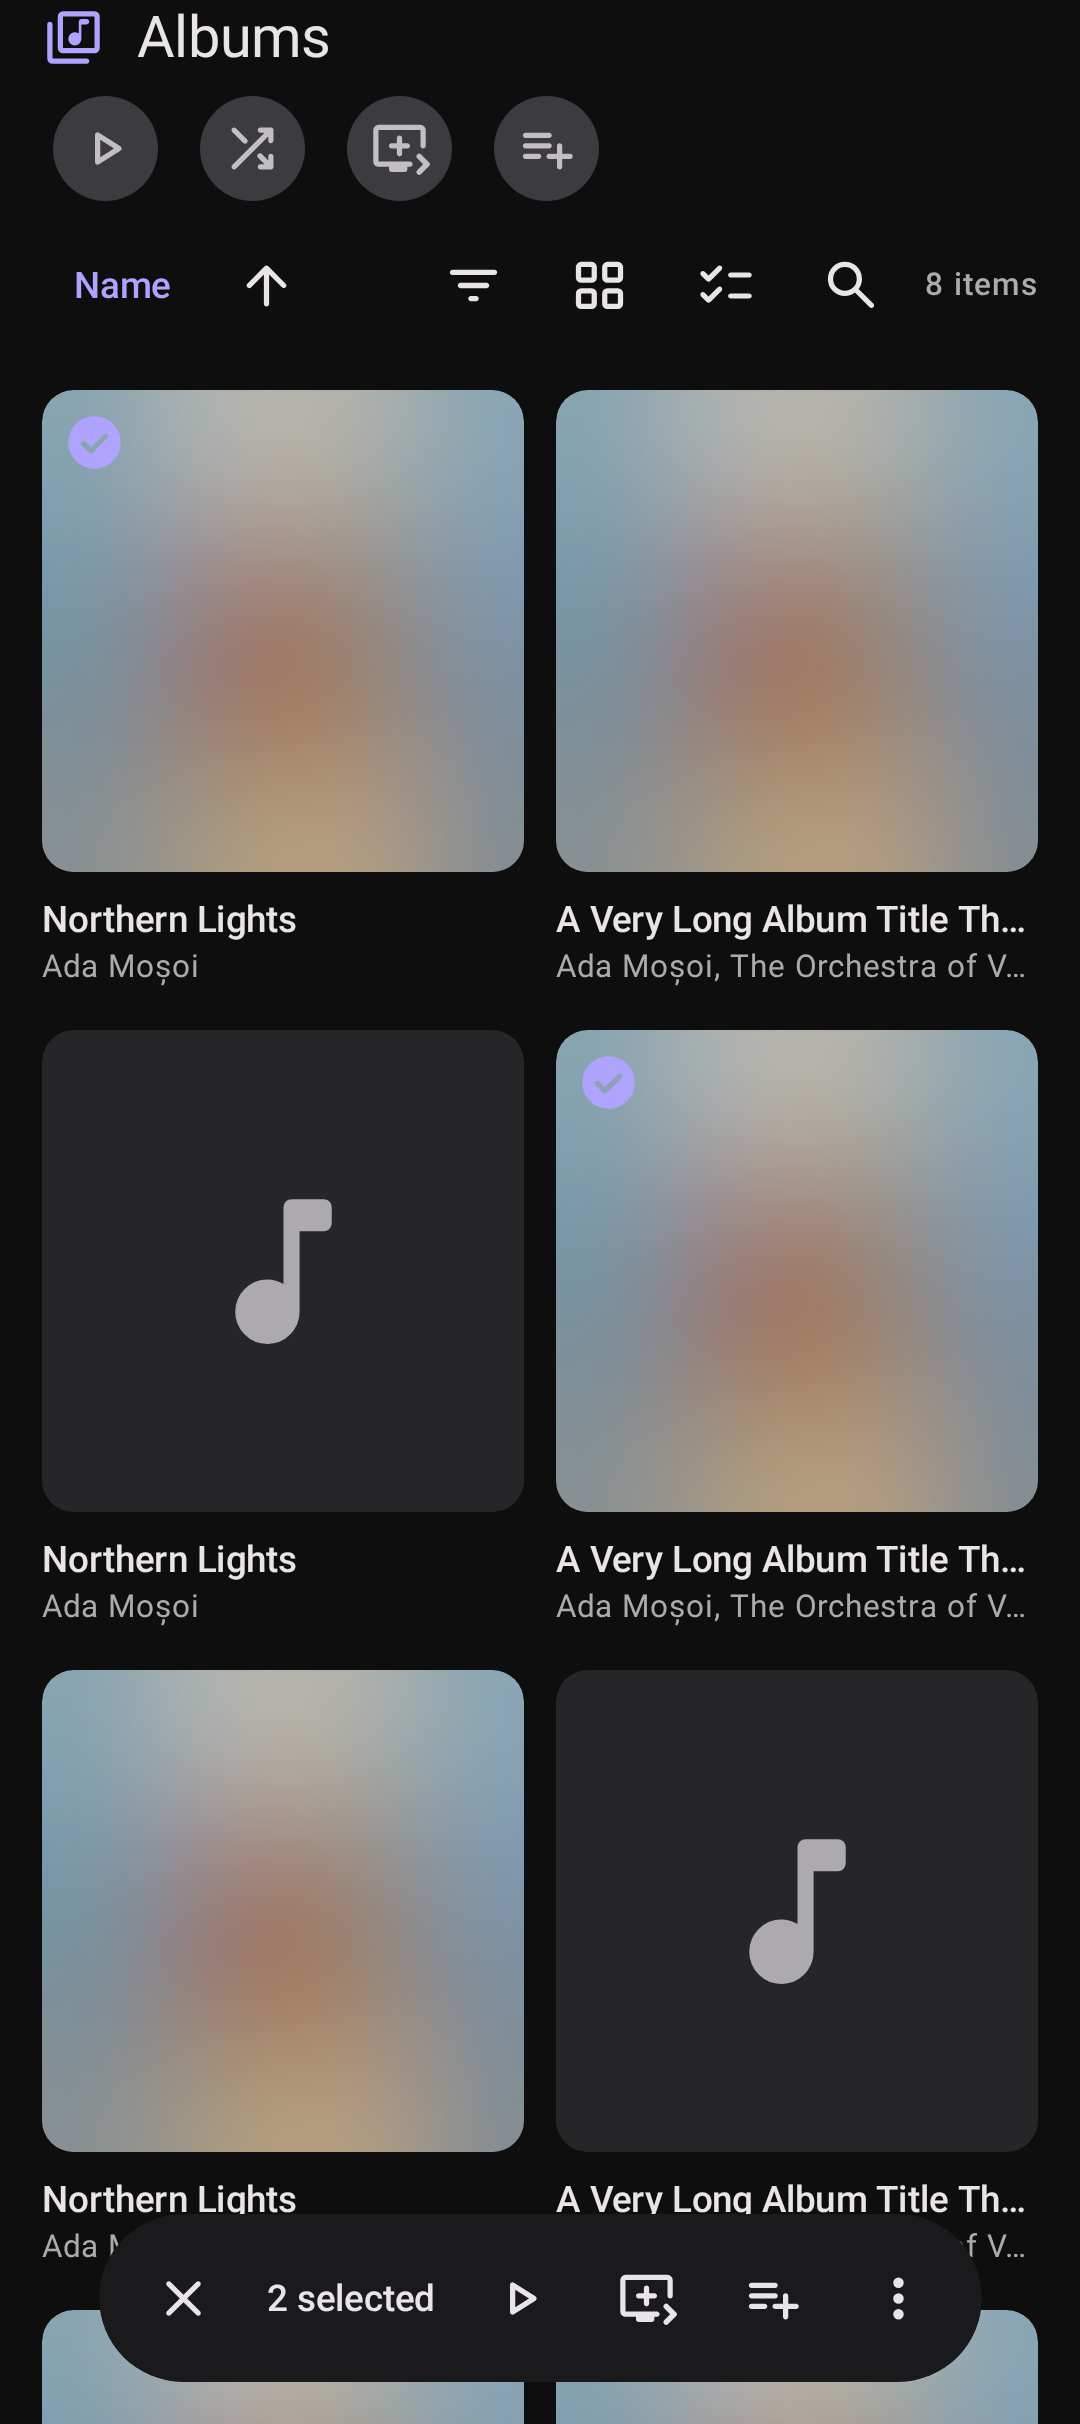 Albums
Name
8 items
Northern Lights
A Very Long Album Title Th...
Ada Moșoi
Ada Moșoi, The Orchestra of V...
Northern Lights
A Very Long Album Title Th...
Ada Moșoi
Ada Moșoi, The Orchestra of V...
Northern Lights
A Very Long Album Title Th...
Ada
f V...
2 selected